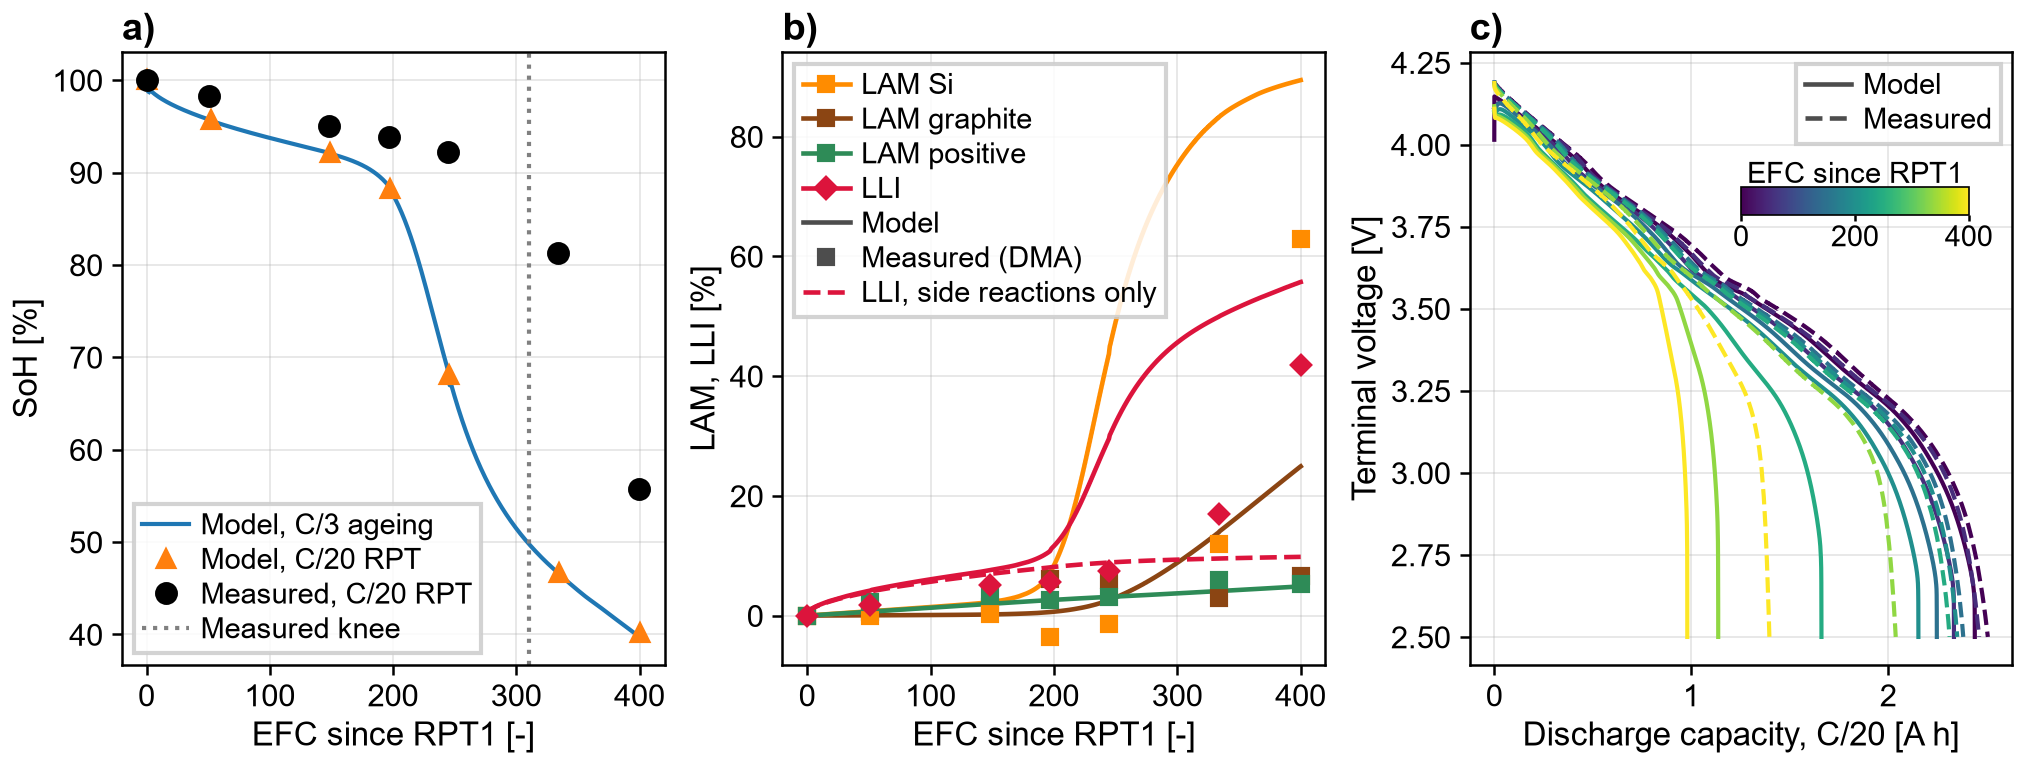 a)
SoH [%]
100
90
80
70
60
50
40
Model, C/3 ageing
Model, C/20 RPT
Measured, C/20 RPT
Measured knee
0
100
200
300
400
EFC since RPT1 [-]
b)
LAM, LLI [%]
80
60
40
20
0
LAM Si
LAM graphite
LAM positive
LLI
Model
Measured (DMA)
LLI, side reactions only
0
100
200
300
400
EFC since RPT1 [-]
c)
Terminal voltage [V]
4.25
4.00
3.75
3.50
3.25
3.00
2.75
2.50
Model
Measured
EFC since RPT1
0
200
400
0
1
2
Discharge capacity, C/20 [A h]